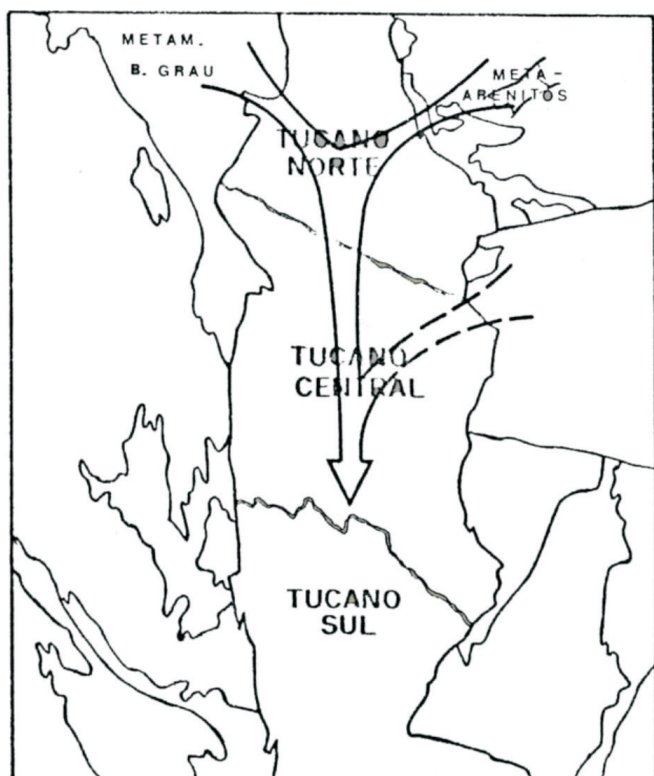 METAM.
B. GRAU
META-
ARENITOS
TUCANO
NORTE
TUCANO
CENTRAL
TUCANO
SUL